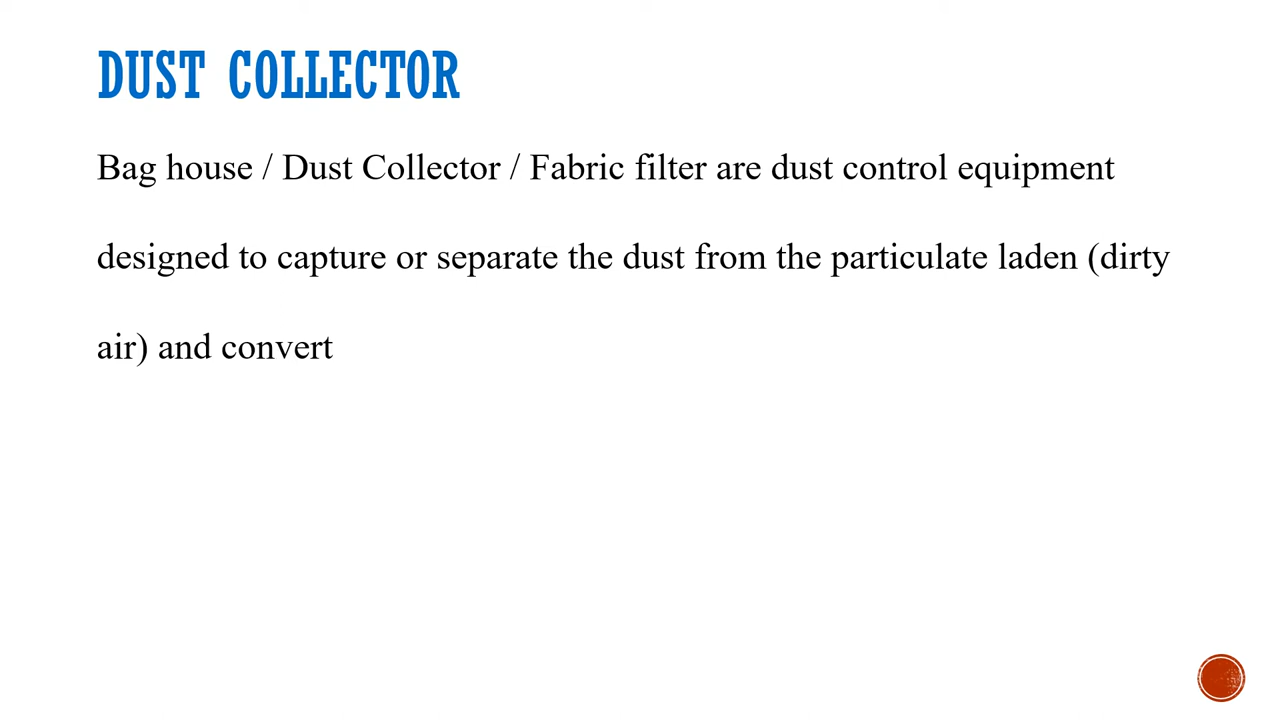 DUST COLLECTOR
Bag house / Dust Collector / Fabric filter are dust control equipment
designed to capture or separate the dust from the particulate laden (dirty
air) and convert